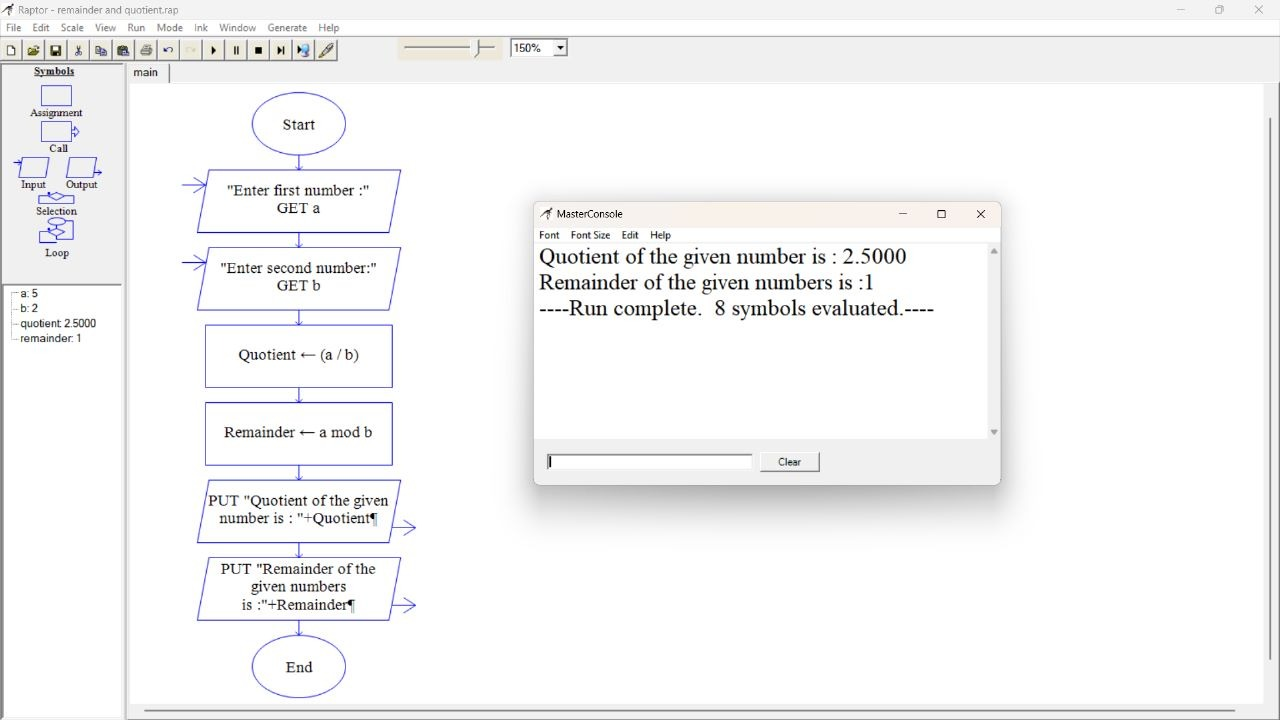 Raptor - remainder and quotient.rap
File Edit Scale View Run Mode Ink Window Generate Help
150%
Symbols
Assignment
Call
Input Output
Selection
Loop
a: 5
b: 2
quotient: 2.5000
remainder: 1
main
Start
"Enter first number :"
GET a
"Enter second number:"
GET b
Quotient ← (a / b)
Remainder ← a mod b
PUT "Quotient of the given
number is : "+Quotient¶
PUT "Remainder of the
given numbers
is :"+Remainder¶
End
MasterConsole
Font Font Size Edit Help
Quotient of the given number is : 2.5000
Remainder of the given numbers is :1
----Run complete.  8 symbols evaluated.----
Clear